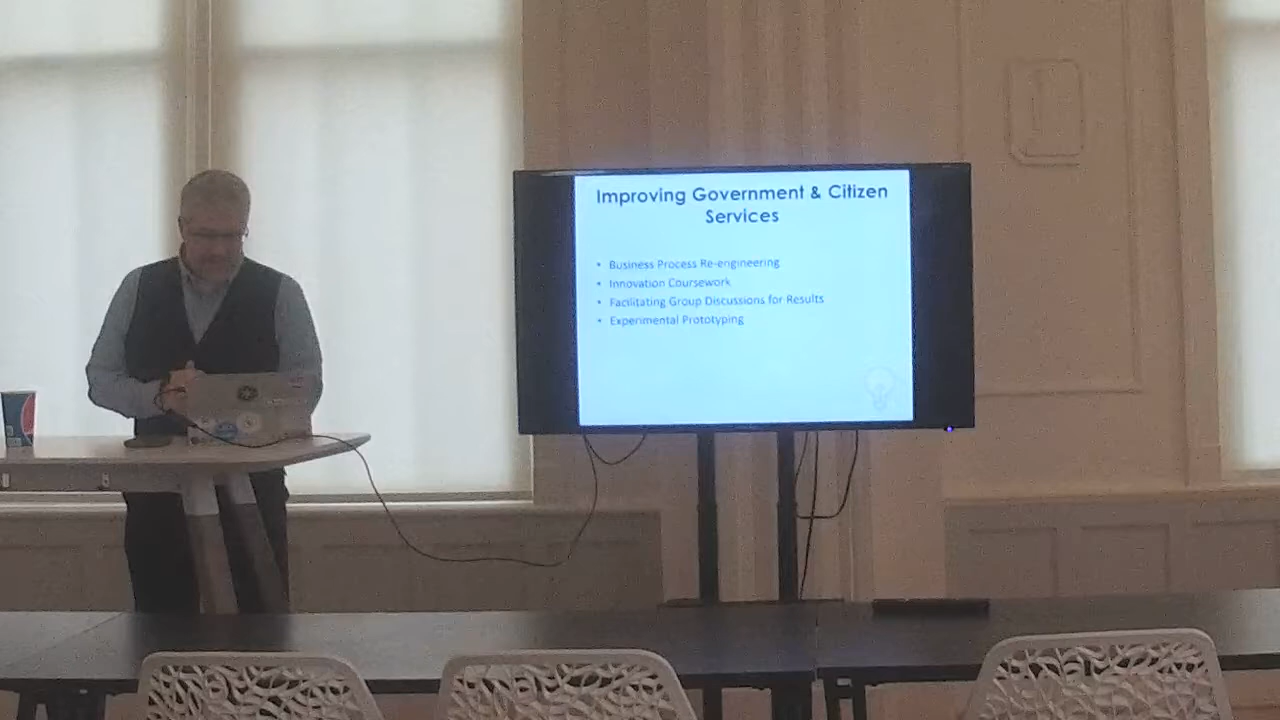 Improving Government & Citizen
Services
• Business Process Re-engineering
• Innovation Coursework
• Facilitating Group Discussions for Results
• Experimental Prototyping